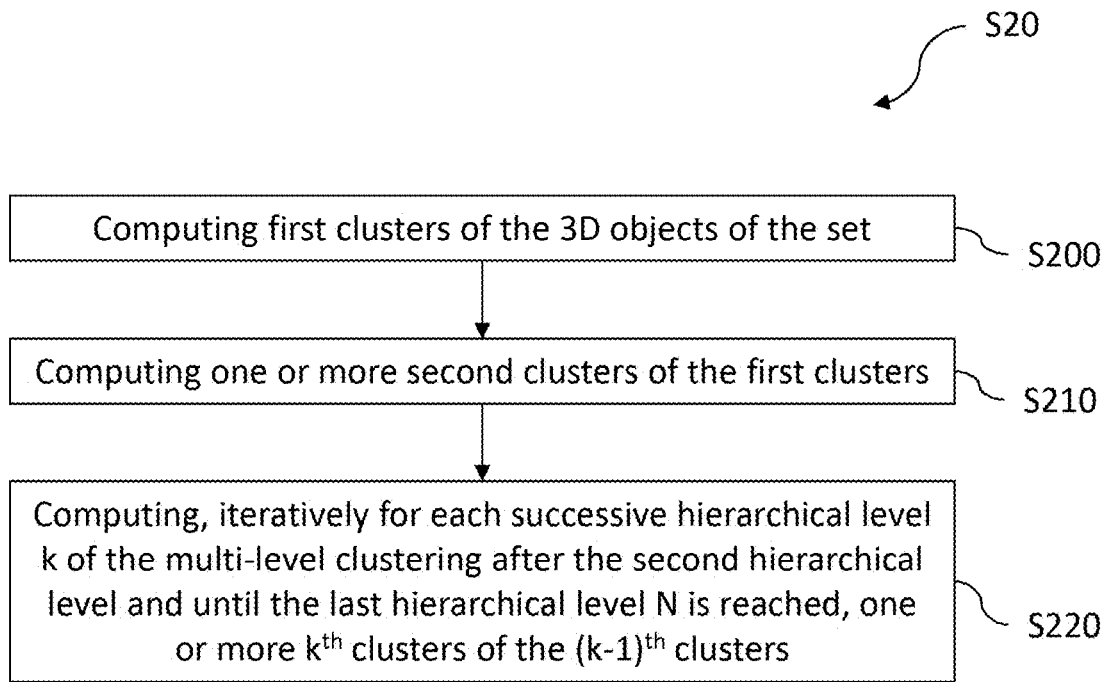 S20
Computing first clusters of the 3D objects of the set
S200
Computing one or more second clusters of the first clusters
S210
Computing, iteratively for each successive hierarchical level
k of the multi-level clustering after the second hierarchical
level and until the last hierarchical level N is reached, one
or more kth clusters of the (k-1)th clusters
S220